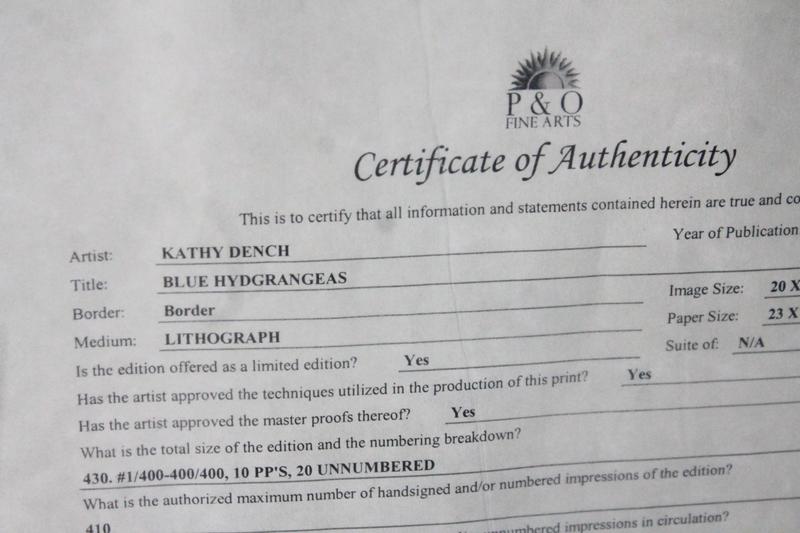 P & O
FINE ARTS
Certificate of Authenticity
This is to certify that all information and statements contained herein are true and co
Artist: KATHY DENCH Year of Publication
Title: BLUE HYDGRANGEAS
Border: Border Image Size: 20 X
Medium: LITHOGRAPH Paper Size: 23 X
Is the edition offered as a limited edition? Yes Suite of: N/A
Has the artist approved the techniques utilized in the production of this print? Yes
Has the artist approved the master proofs thereof? Yes
What is the total size of the edition and the numbering breakdown?
430. #1/400-400/400, 10 PP'S, 20 UNNUMBERED
What is the authorized maximum number of handsigned and/or numbered impressions of the edition?
410
unnumbered impressions in circulation?